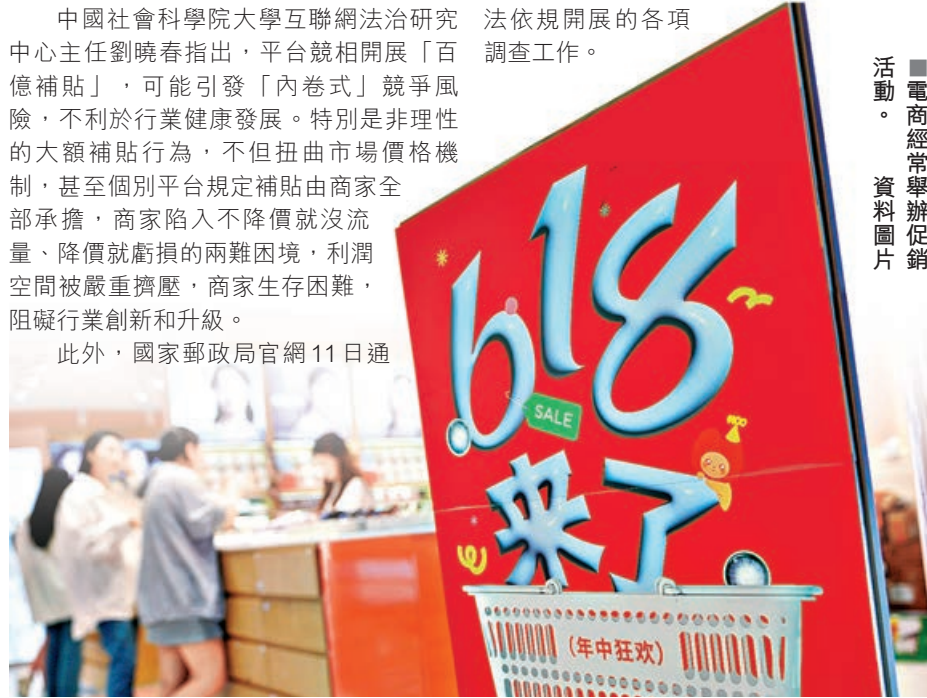 中國社會科學院大學互聯網法治研究
中心主任劉曉春指出，平台競相開展「百
億補貼」，可能引發「內卷式」競爭風
險，不利於行業健康發展。特別是非理性
的大額補貼行為，不但扭曲市場價格機
制，甚至個別平台規定補貼由商家全
部承擔，商家陷入不降價就沒流
量、降價就虧損的兩難困境，利潤
空間被嚴重擠壓，商家生存困難，
阻礙行業創新和升級。
此外，國家郵政局官網11日通
法依規開展的各項
調查工作。
■電商經常舉辦促銷
活動。 資料圖片
618
SALE
来了
（年中狂欢）